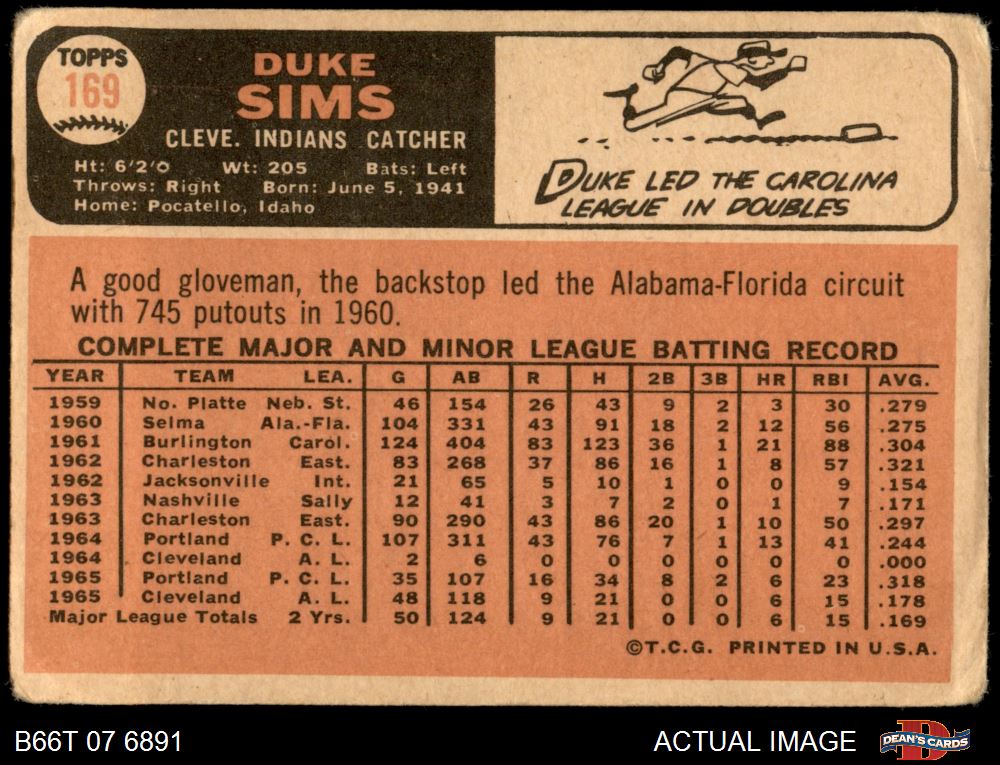 TOPPS
169
DUKE
SIMS
CLEVE. INDIANS CATCHER
Ht: 6'2'0 Wt: 205 Bats: Left
Throws: Right Born: June 5, 1941
Home: Pocatello, Idaho
DUKE LED THE CAROLINA
LEAGUE IN DOUBLES
A good gloveman, the backstop led the Alabama-Florida circuit
with 745 putouts in 1960.
COMPLETE MAJOR AND MINOR LEAGUE BATTING RECORD
YEAR TEAM LEA. G AB R H 2B 3B HR RBI AVG.
1959 No. Platte Neb. St. 46 154 26 43 9 2 3 30 .279
1960 Selma Ala.-Fla. 104 331 43 91 18 2 12 56 .275
1961 Burlington Carol. 124 404 83 123 36 1 21 88 .304
1962 Charleston East. 83 268 37 86 16 1 8 57 .321
1962 Jacksonville Int. 21 65 5 10 1 0 0 9 .154
1963 Nashville Sally 12 41 3 7 2 0 1 7 .171
1963 Charleston East. 90 290 43 86 20 1 10 50 .297
1964 Portland P. C. L. 107 311 43 76 7 1 13 41 .244
1964 Cleveland A. L. 2 6 0 0 0 0 0 0 .000
1965 Portland P. C. L. 35 107 16 34 8 2 6 23 .318
1965 Cleveland A. L. 48 118 9 21 0 0 6 15 .178
Major League Totals 2 Yrs. 50 124 9 21 0 0 6 15 .169
©T.C.G. PRINTED IN U.S.A.
B66T 07 6891
ACTUAL IMAGE
D
DEAN'S CARDS